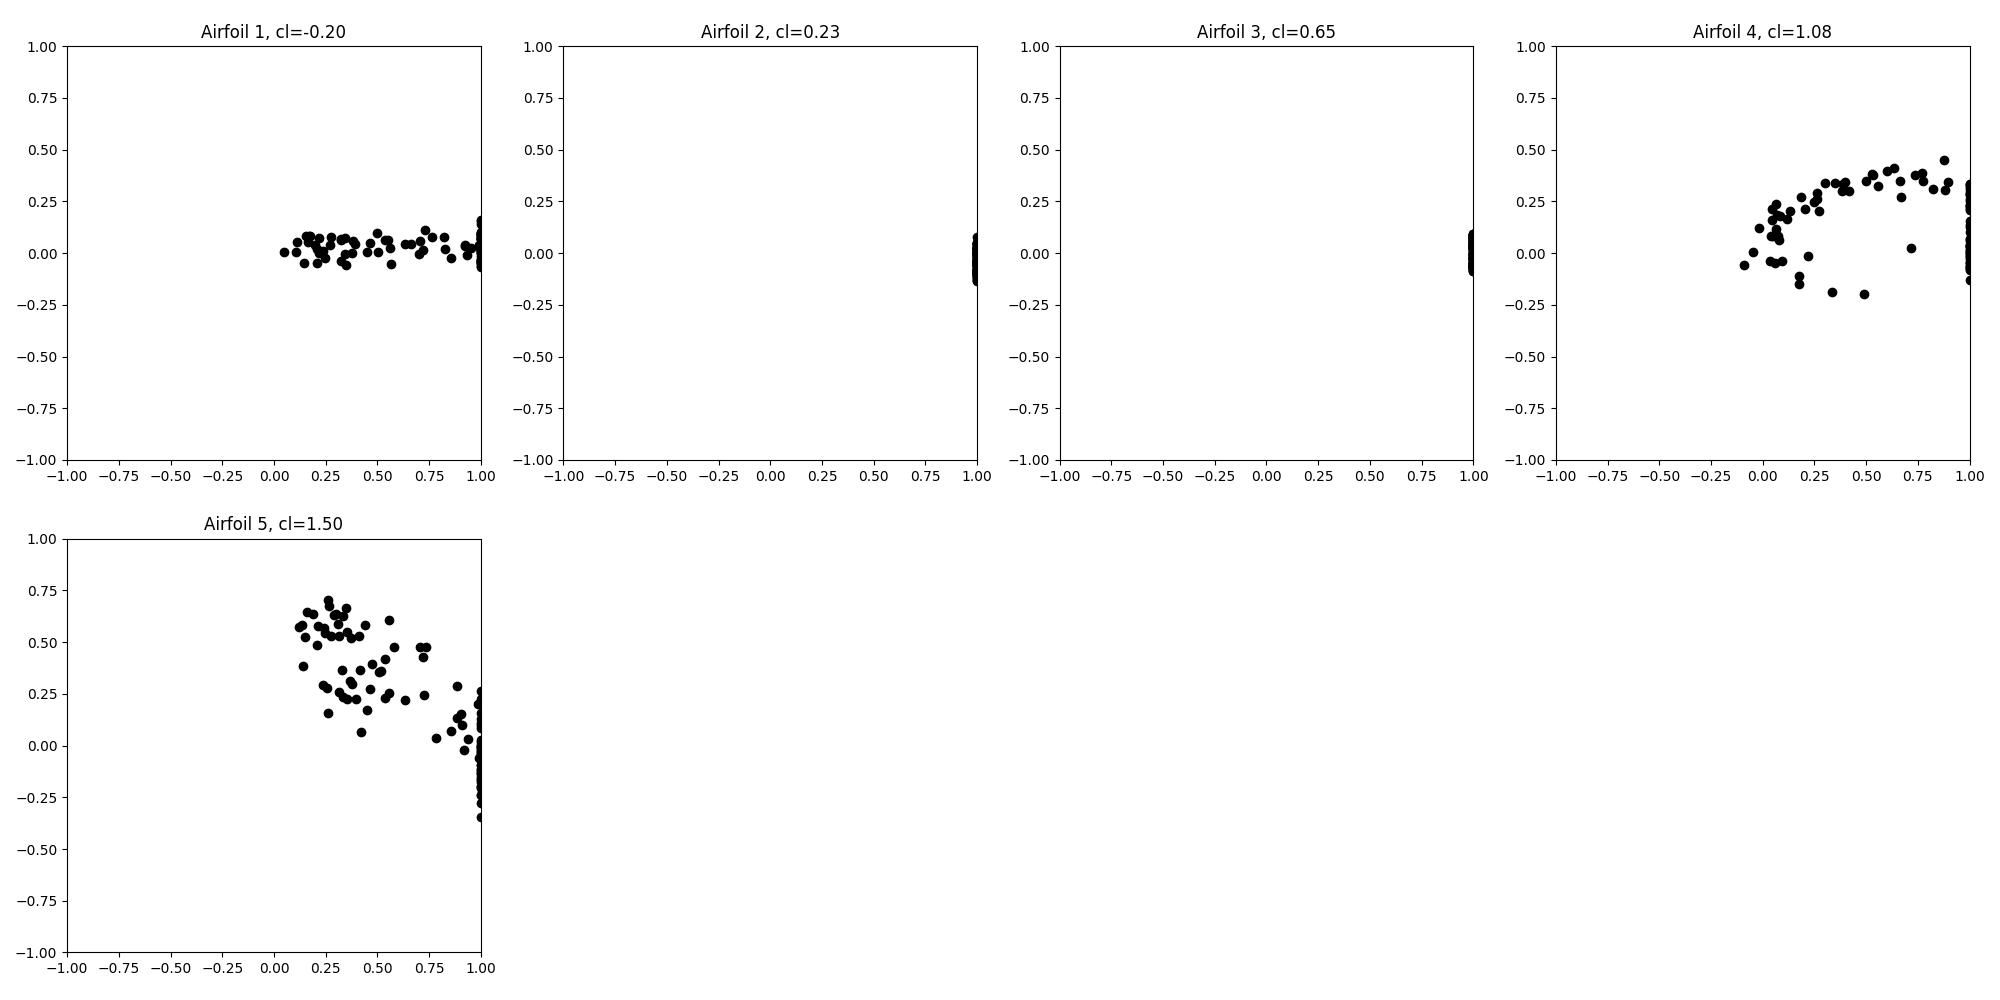 Airfoil 1, cl=-0.20
Airfoil 2, cl=0.23
Airfoil 3, cl=0.65
Airfoil 4, cl=1.08
1.00 1.00 1.00 1.00
0.75 0.75 0.75 0.75
0.50 0.50 0.50 0.50
0.25 0.25 0.25 0.25
0.00 0.00 0.00 0.00
−0.25 −0.25 −0.25 −0.25
−0.50 −0.50 −0.50 −0.50
−0.75 −0.75 −0.75 −0.75
−1.00 −1.00 −1.00 −1.00
−1.00 −0.75 −0.50 −0.25 0.00 0.25 0.50 0.75 1.00
−1.00 −0.75 −0.50 −0.25 0.00 0.25 0.50 0.75 1.00
−1.00 −0.75 −0.50 −0.25 0.00 0.25 0.50 0.75 1.00
−1.00 −0.75 −0.50 −0.25 0.00 0.25 0.50 0.75 1.00
Airfoil 5, cl=1.50
1.00
0.75
0.50
0.25
0.00
−0.25
−0.50
−0.75
−1.00
−1.00 −0.75 −0.50 −0.25 0.00 0.25 0.50 0.75 1.00